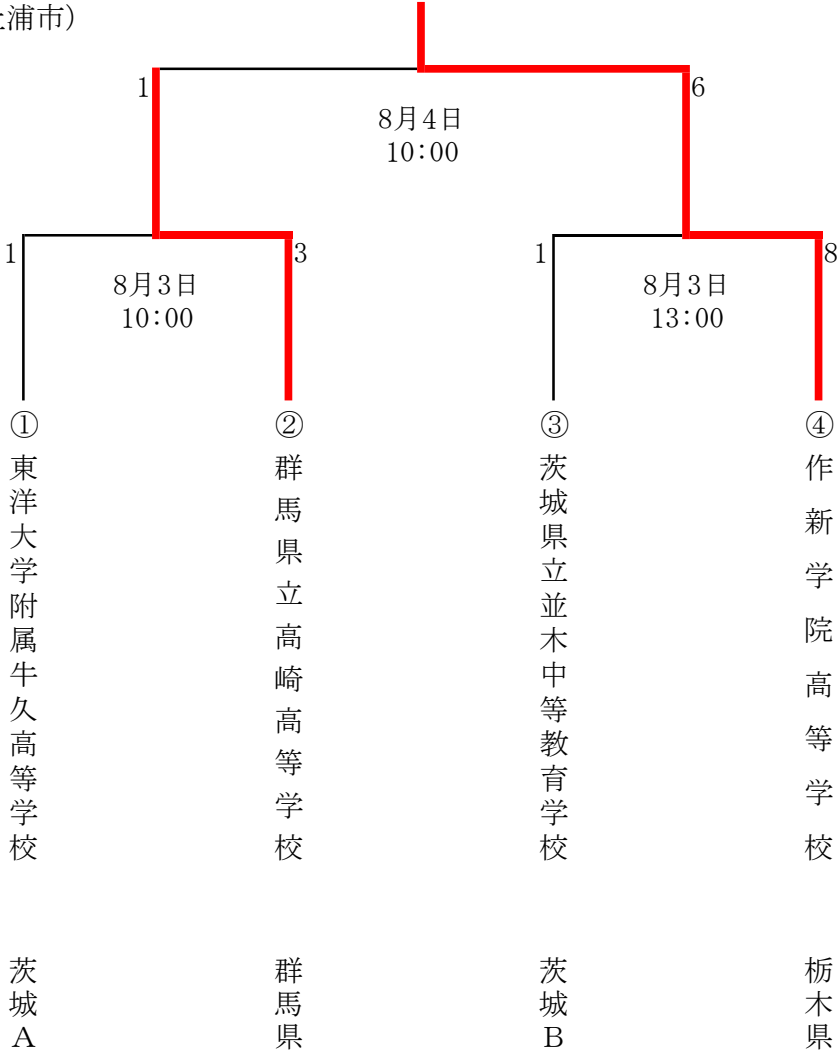 浦市）
1
6
8月4日
10：00
1
3
1
8
8月3日
10：00
8月3日
13：00
①
②
③
④
東洋大学附属牛久高等学校
群馬県立高崎高等学校
茨城県立並木中等教育学校
作新学院高等学校
茨城A
群馬県
茨城B
栃木県